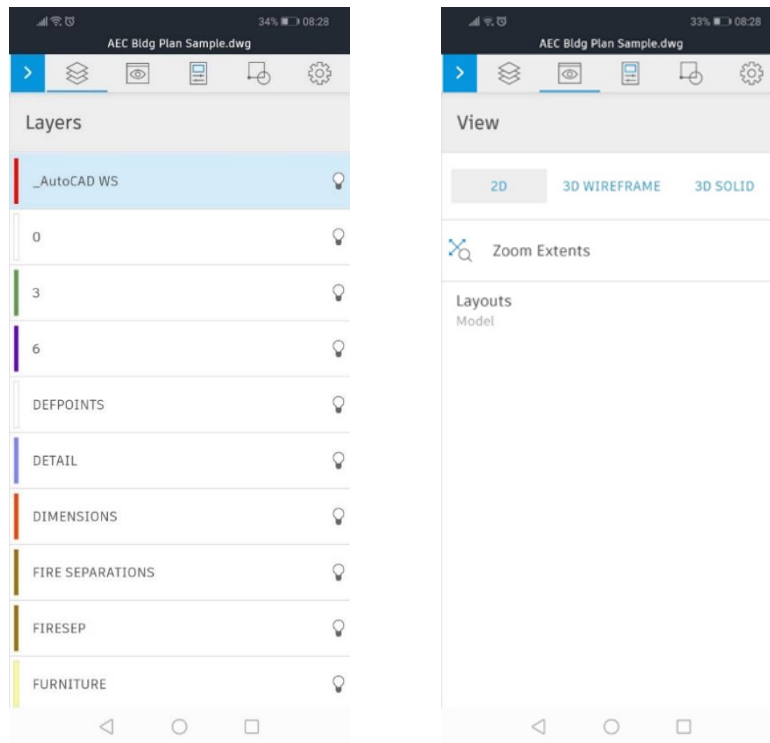 34% 08:28
AEC Bldg Plan Sample.dwg
Layers
_AutoCAD WS
0
3
6
DEFPOINTS
DETAIL
DIMENSIONS
FIRE SEPARATIONS
FIRESEP
FURNITURE
33% 08:28
AEC Bldg Plan Sample.dwg
View
2D 3D WIREFRAME 3D SOLID
Zoom Extents
Layouts
Model